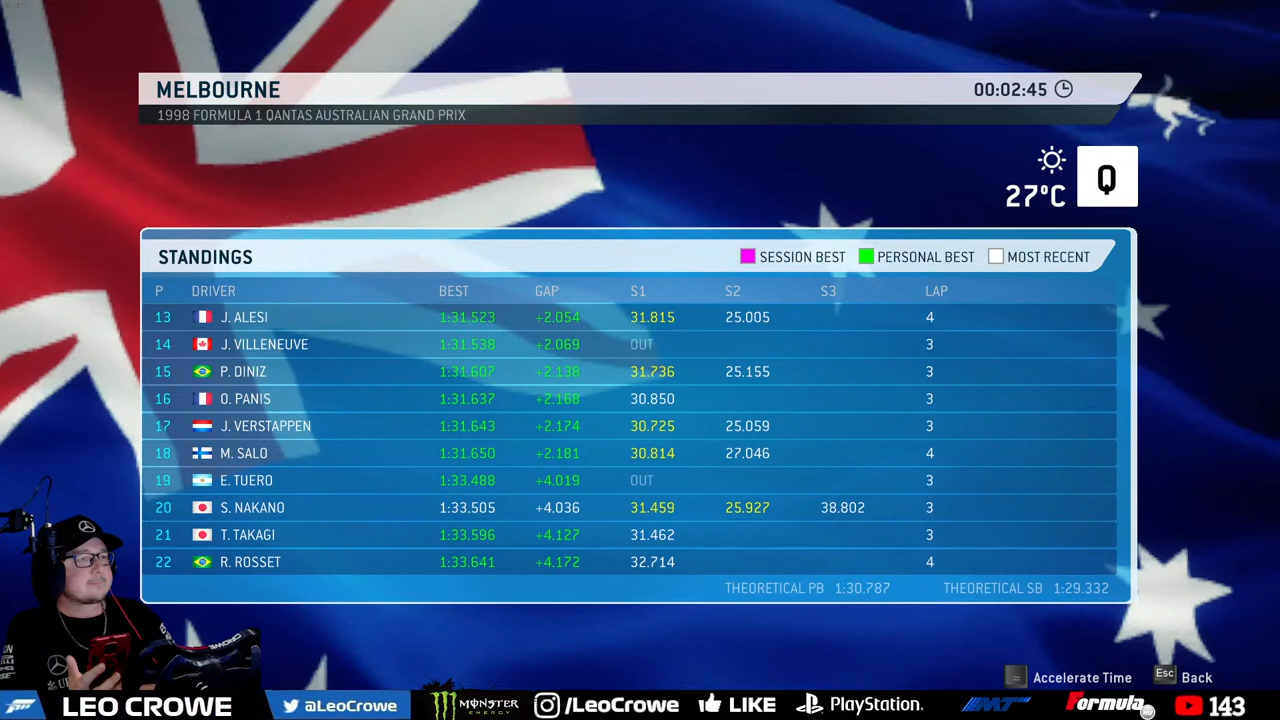 MELBOURNE 00:02:45
1998 FORMULA 1 QANTAS AUSTRALIAN GRAND PRIX
27°C Q
STANDINGS SESSION BEST PERSONAL BEST MOST RECENT
P DRIVER BEST GAP S1 S2 S3 LAP
13 J. ALESI 1:31.523 +2.054 31.815 25.005 4
14 J. VILLENEUVE 1:31.538 +2.069 OUT 3
15 P. DINIZ 1:31.607 +2.138 31.736 25.155 3
16 O. PANIS 1:31.637 +2.168 30.850 3
17 J. VERSTAPPEN 1:31.643 +2.174 30.725 25.059 3
18 M. SALO 1:31.650 +2.181 30.814 27.046 4
19 E. TUERO 1:33.488 +4.019 OUT 3
20 S. NAKANO 1:33.505 +4.036 31.459 25.927 38.802 3
21 T. TAKAGI 1:33.596 +4.127 31.462 3
22 R. ROSSET 1:33.641 +4.172 32.714 4
THEORETICAL PB 1:30.787 THEORETICAL SB 1:29.332
CROWE
Accelerate Time Esc Back
LEO CROWE @LeoCrowe MONSTER ENERGY /LeoCrowe LIKE PlayStation. IMT Formula 143